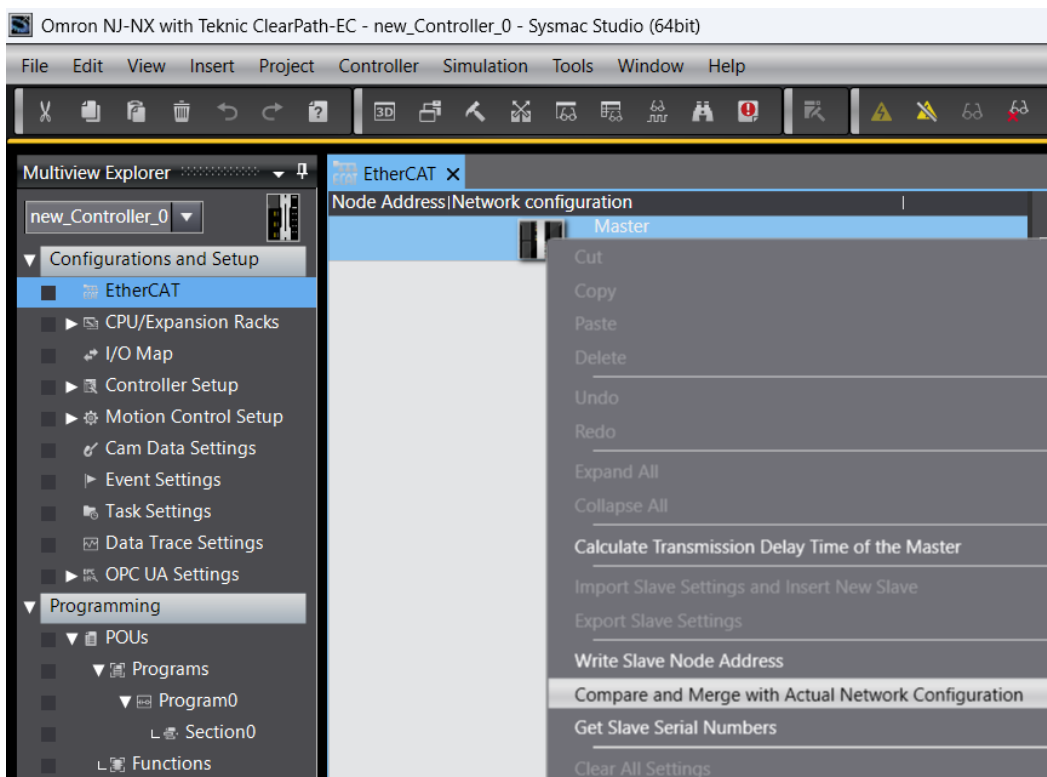 Omron NJ-NX with Teknic ClearPath-EC - new_Controller_0 - Sysmac Studio (64bit)
File Edit View Insert Project Controller Simulation Tools Window Help
3D
Multiview Explorer
new_Controller_0
Configurations and Setup
EtherCAT
CPU/Expansion Racks
I/O Map
Controller Setup
Motion Control Setup
Cam Data Settings
Event Settings
Task Settings
Data Trace Settings
OPC UA Settings
Programming
POUs
Programs
Program0
Section0
Functions
EtherCAT
Node Address|Network configuration
Master
Cut
Copy
Paste
Delete
Undo
Redo
Expand All
Collapse All
Calculate Transmission Delay Time of the Master
Import Slave Settings and Insert New Slave
Export Slave Settings
Write Slave Node Address
Compare and Merge with Actual Network Configuration
Get Slave Serial Numbers
Clear All Settings